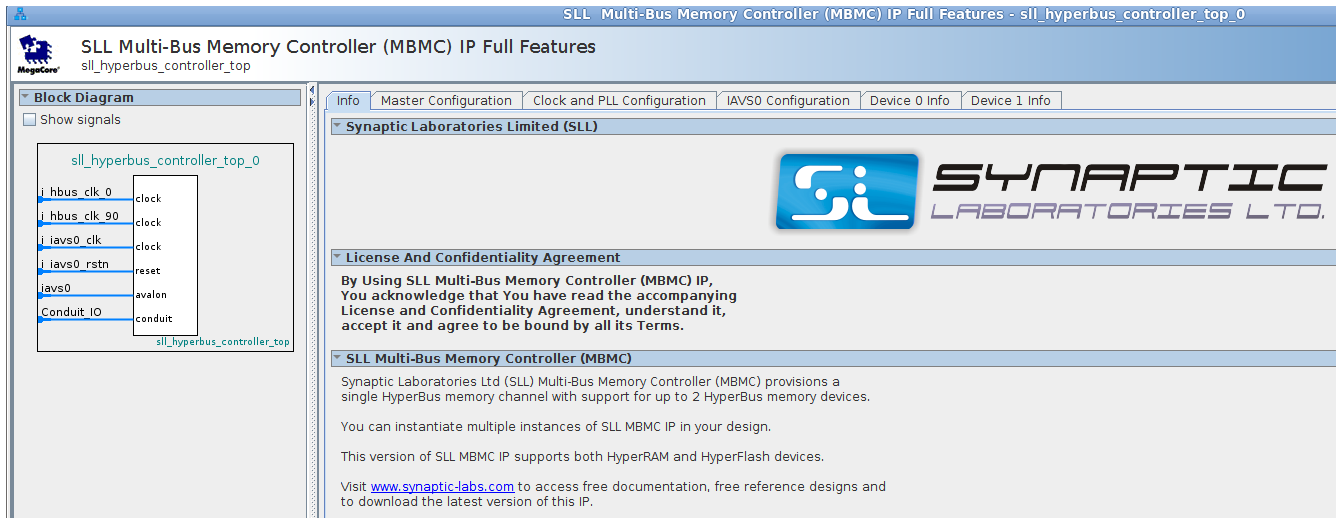 SLL  Multi-Bus Memory Controller (MBMC) IP Full Features - sll_hyperbus_controller_top_0
MegaCore®
SLL Multi-Bus Memory Controller (MBMC) IP Full Features
sll_hyperbus_controller_top
Block Diagram
Show signals
sll_hyperbus_controller_top_0
i_hbus_clk_0
clock
i_hbus_clk_90
clock
i_iavs0_clk
clock
i_iavs0_rstn
reset
iavs0
avalon
Conduit_IO
conduit
sll_hyperbus_controller_top
Info Master Configuration Clock and PLL Configuration IAVS0 Configuration Device 0 Info Device 1 Info
Synaptic Laboratories Limited (SLL)
SYNAPTIC
LABORATORIES LTD.
License And Confidentiality Agreement
By Using SLL Multi-Bus Memory Controller (MBMC) IP,
You acknowledge that You have read the accompanying
License and Confidentiality Agreement, understand it,
accept it and agree to be bound by all its Terms.
SLL Multi-Bus Memory Controller (MBMC)
Synaptic Laboratories Ltd (SLL) Multi-Bus Memory Controller (MBMC) provisions a
single HyperBus memory channel with support for up to 2 HyperBus memory devices.
You can instantiate multiple instances of SLL MBMC IP in your design.
This version of SLL MBMC IP supports both HyperRAM and HyperFlash devices.
Visit www.synaptic-labs.com to access free documentation, free reference designs and
to download the latest version of this IP.